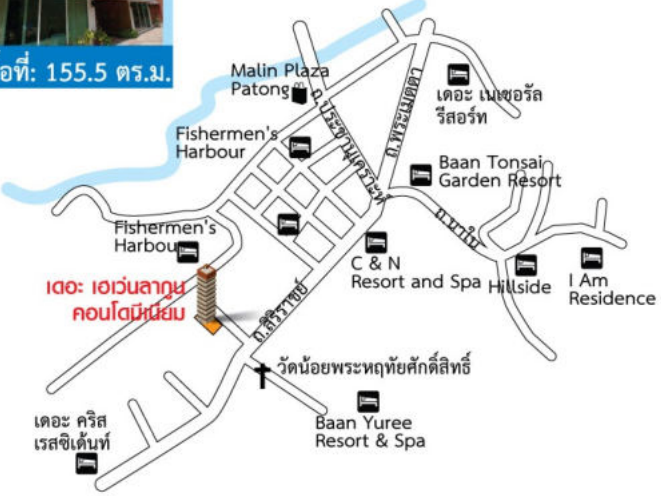 อที่: 155.5 ตร.ม.
Malin Plaza
Patong
ถ.ประชานุเคราะห์
ถ.พระเมตตา
เดอะ เนเชอรัล
รีสอร์ท
Fishermen's
Harbour
Baan Tonsai
Garden Resort
ถ.นาใน
Fishermen's
Harbour
C & N
Resort and Spa
Hillside
I Am
Residence
เดอะ เฮเว่นลากูน
คอนโดมิเนียม
ถ.สิริราชย์
วัดน้อยพระหฤทัยศักดิ์สิทธิ์
เดอะ คริส
เรสซิเด้นท์
Baan Yuree
Resort & Spa